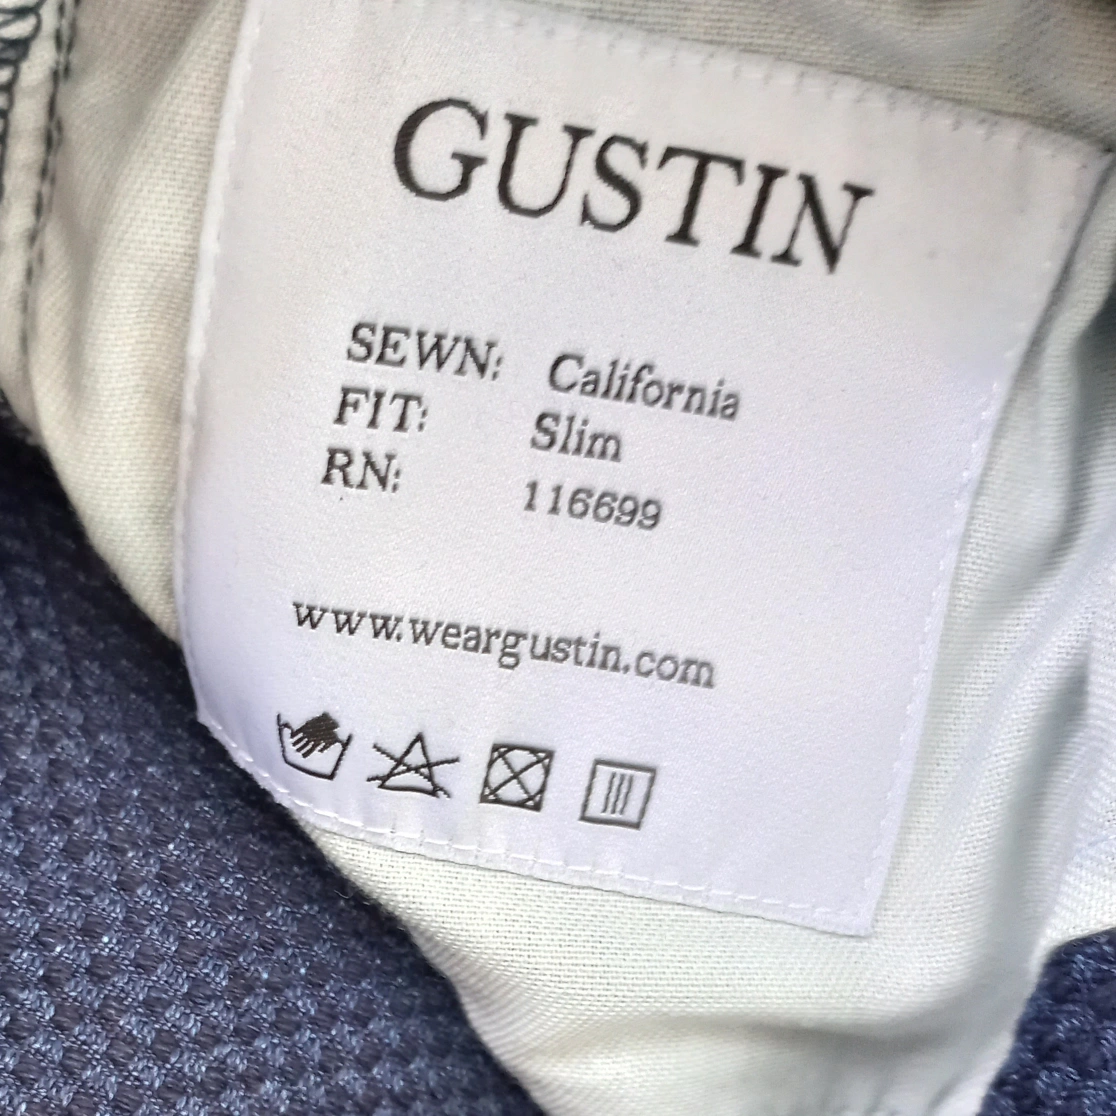 GUSTIN
SEWN: California
FIT: Slim
RN: 116699
www.weargustin.com